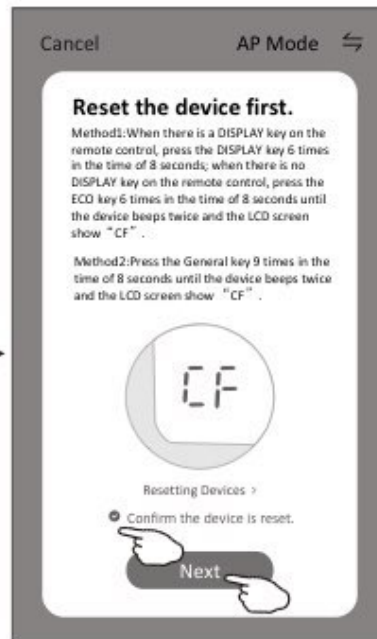 Cancel AP Mode
Reset the device first.
Method1:When there is a DISPLAY key on the
remote control, press the DISPLAY key 6 times
in the time of 8 seconds; when there is no
DISPLAY key on the remote control, press the
ECO key 6 times in the time of 8 seconds until
the device beeps twice and the LCD screen
show “CF” .
Method2:Press the General key 9 times in the
time of 8 seconds until the device beeps twice
and the LCD screen show “CF” .
CF
Resetting Devices >
Confirm the device is reset.
Next